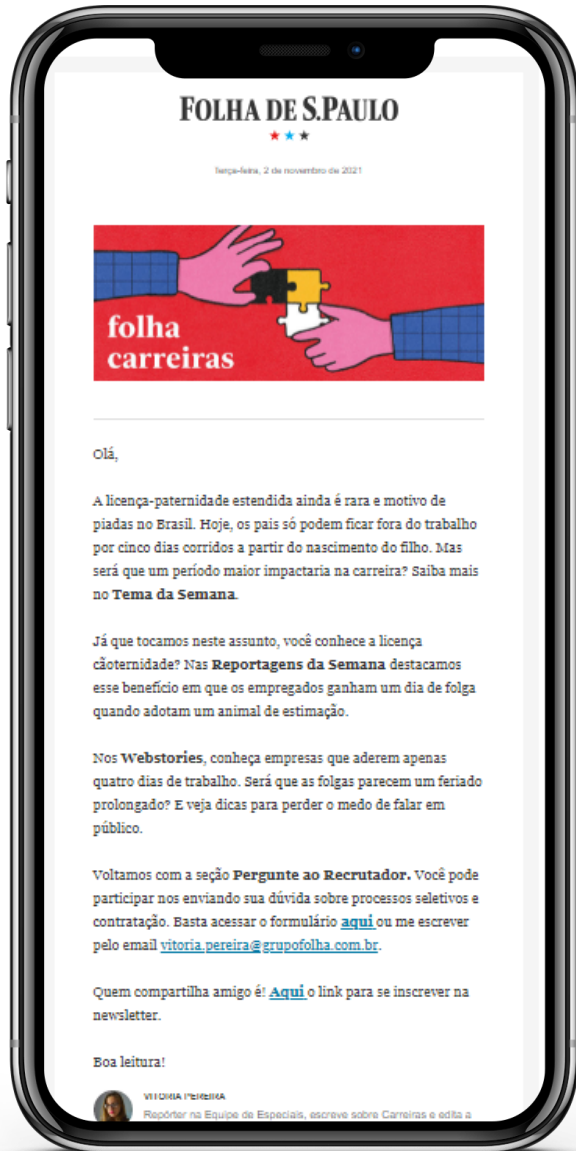 FOLHA DE S.PAULO
Terça-feira, 2 de novembro de 2021
folha
carreiras
Olá,
A licença-paternidade estendida ainda é rara e motivo de
piadas no Brasil. Hoje, os pais só podem ficar fora do trabalho
por cinco dias corridos a partir do nascimento do filho. Mas
será que um período maior impactaria na carreira? Saiba mais
no Tema da Semana.
Já que tocamos neste assunto, você conhece a licença
cãoternidade? Nas Reportagens da Semana destacamos
esse benefício em que os empregados ganham um dia de folga
quando adotam um animal de estimação.
Nos Webstories, conheça empresas que aderem apenas
quatro dias de trabalho. Será que as folgas parecem um feriado
prolongado? E veja dicas para perder o medo de falar em
público.
Voltamos com a seção Pergunte ao Recrutador. Você pode
participar nos enviando sua dúvida sobre processos seletivos e
contratação. Basta acessar o formulário aqui ou me escrever
pelo email vitoria.pereira@grupofolha.com.br.
Quem compartilha amigo é! Aqui o link para se inscrever na
newsletter.
Boa leitura!
VITORIA PEREIRA
Repórter na Equipe de Especiais, escreve sobre Carreiras e edita a